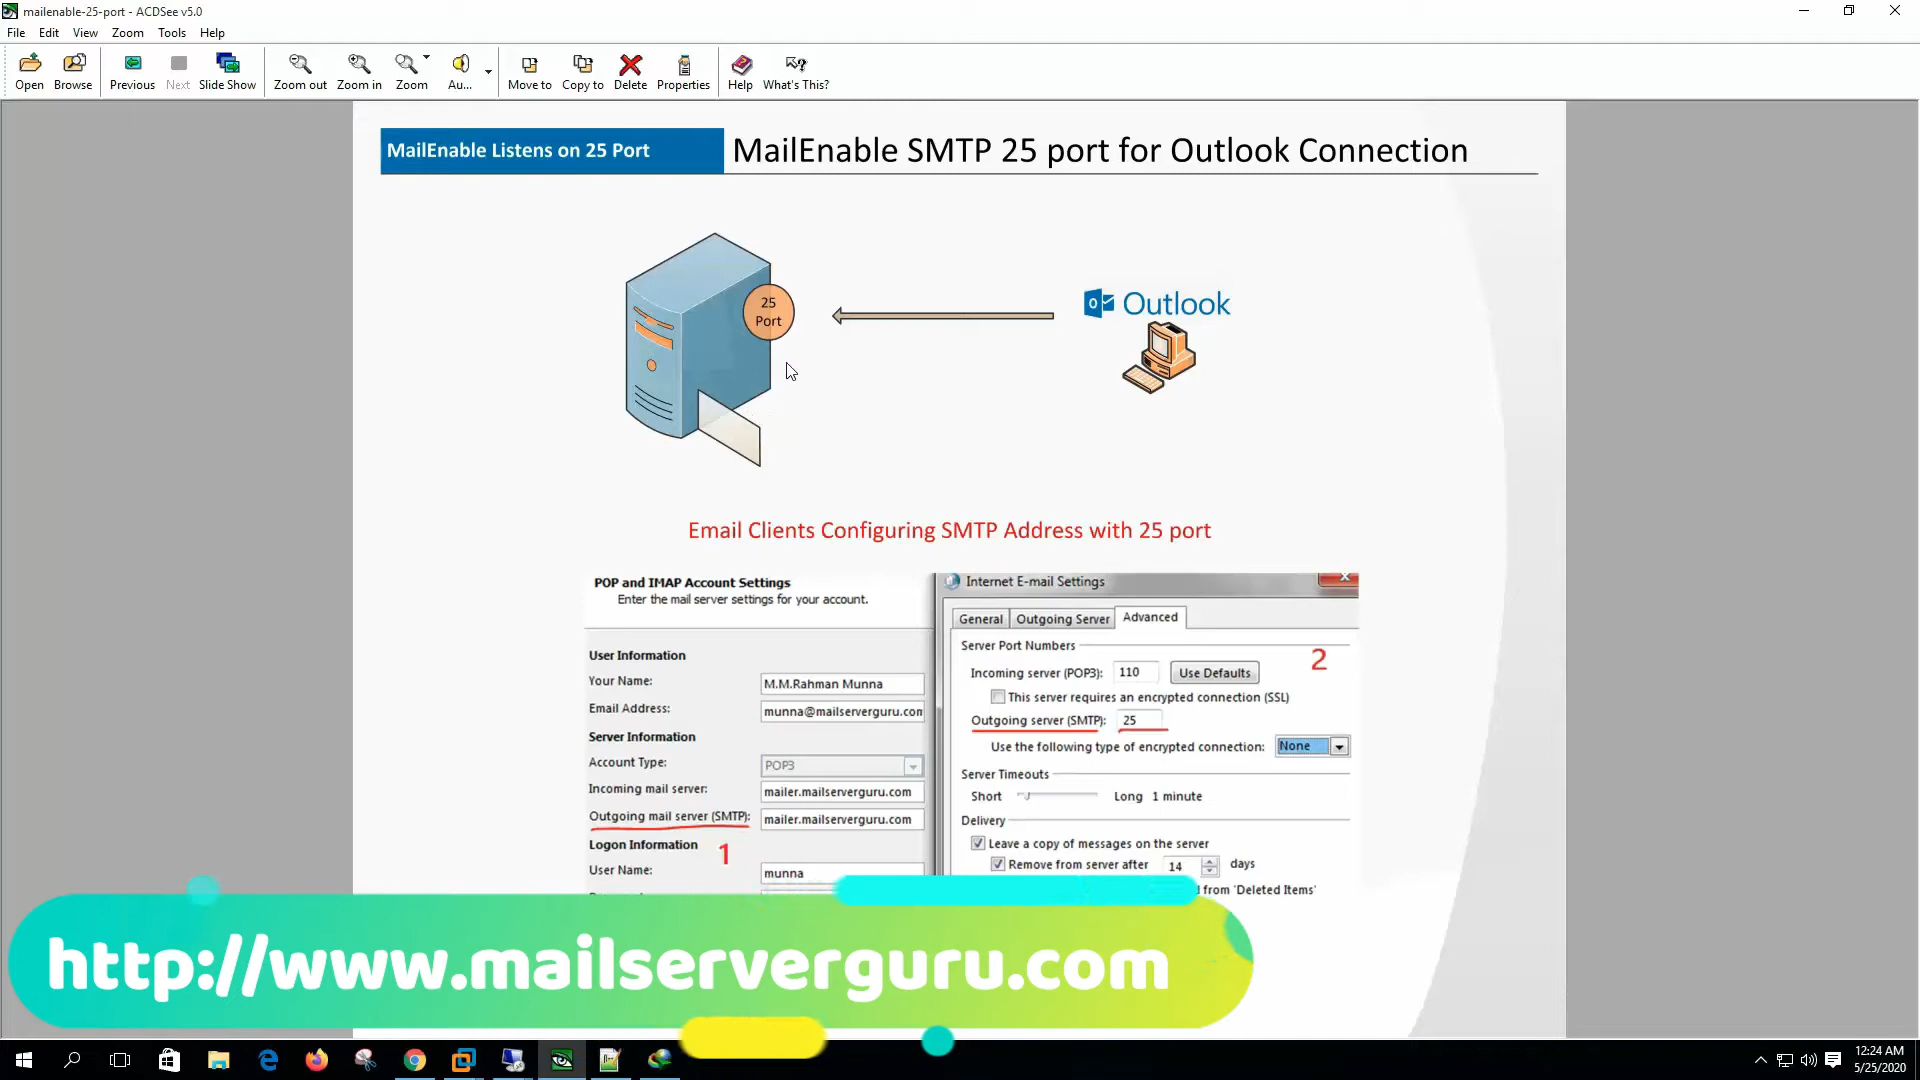 mailenable-25-port - ACDSee v5.0
File Edit View Zoom Tools Help
Open Browse Previous Next Slide Show Zoom out Zoom in Zoom Au... Move to Copy to Delete Properties Help What's This?
MailEnable Listens on 25 Port
MailEnable SMTP 25 port for Outlook Connection
25
Port
Outlook
Email Clients Configuring SMTP Address with 25 port
POP and IMAP Account Settings
Enter the mail server settings for your account.
User Information
Your Name: M.M.Rahman Munna
Email Address: munna@mailserverguru.com
Server Information
Account Type: POP3
Incoming mail server: mailer.mailserverguru.com
Outgoing mail server (SMTP): mailer.mailserverguru.com
Logon Information
1
User Name: munna
Internet E-mail Settings
General Outgoing Server Advanced
Server Port Numbers
2
Incoming server (POP3): 110 Use Defaults
This server requires an encrypted connection (SSL)
Outgoing server (SMTP): 25
Use the following type of encrypted connection: None
Server Timeouts
Short Long 1 minute
Delivery
Leave a copy of messages on the server
Remove from server after 14 days
from 'Deleted Items'
http://www.mailserverguru.com
12:24 AM
5/25/2020